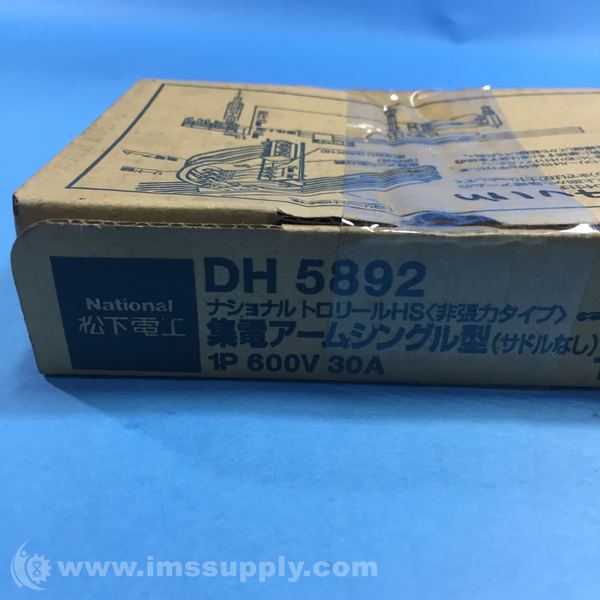 National
松下電工
DH 5892
ナショナル トロリールHS〈非張力タイプ〉
集電アームシングル型(サドルなし)
1P 600V 30A
www.imssupply.com